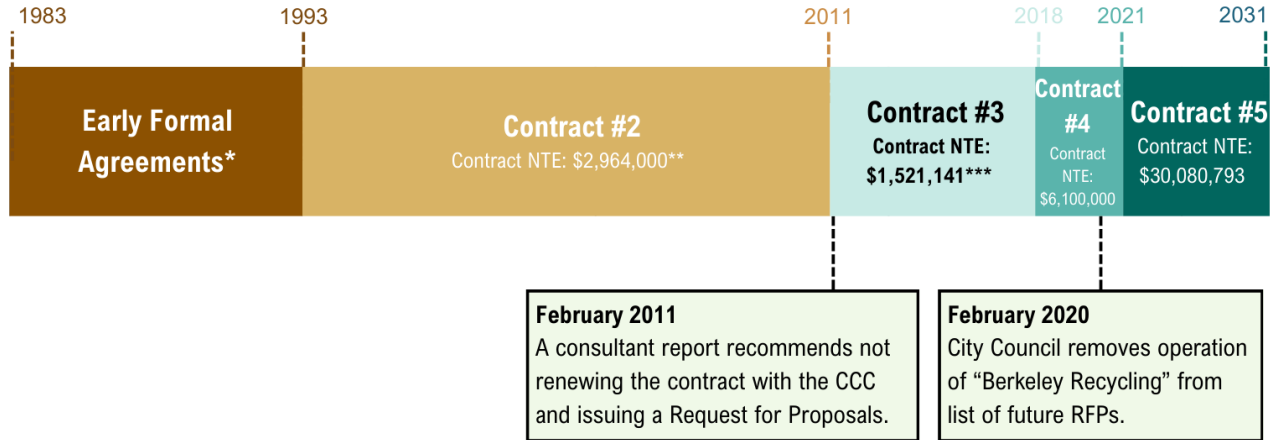 1983
1993
2011
2018
2021
2031
Early Formal
Agreements*
Contract #2
Contract NTE: $2,964,000**
Contract #3
Contract NTE:
$1,521,141***
Contract
#4
Contract
NTE:
$6,100,000
Contract #5
Contract NTE:
$30,080,793
February 2011
A consultant report recommends not
renewing the contract with the CCC
and issuing a Request for Proposals.
February 2020
City Council removes operation
of “Berkeley Recycling” from
list of future RFPs.